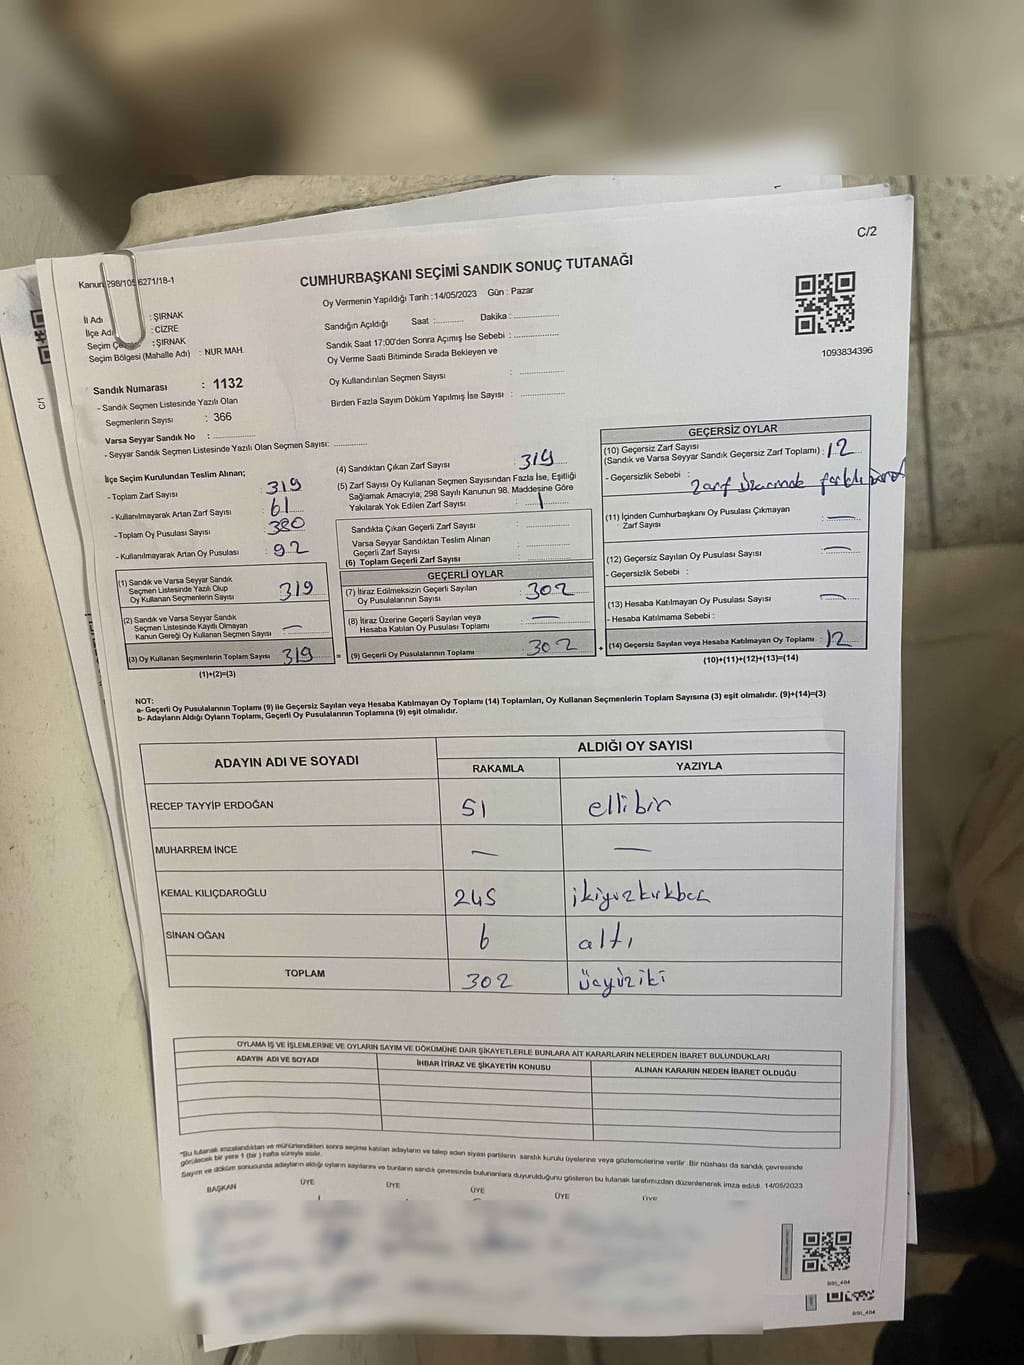 C/2
Kanun 298/105 6271/18-1
CUMHURBAŞKANI SEÇİMİ SANDIK SONUÇ TUTANAĞI
Oy Vermenin Yapıldığı Tarih :14/05/2023 Gün : Pazar
İl Adı : ŞIRNAK
İlçe Adı : CİZRE
Seçim Çevresi : ŞIRNAK
Seçim Bölgesi (Mahalle Adı) : NUR MAH.
Sandığın Açıldığı Saat :........... Dakika :................
Sandık Saat 17:00'den Sonra Açımış İse Sebebi :................
Oy Verme Saati Bitiminde Sırada Bekleyen ve
Oy Kullandırılan Seçmen Sayısı : ................
Birden Fazla Sayım Döküm Yapılmış İse Sayısı : ................
1093834396
Sandık Numarası : 1132
- Sandık Seçmen Listesinde Yazılı Olan
Seçmenlerin Sayısı : 366
Varsa Seyyar Sandık No : ................
- Seyyar Sandık Seçmen Listesinde Yazılı Olan Seçmen Sayısı: ............
İlçe Seçim Kurulundan Teslim Alınan;
- Toplam Zarf Sayısı : 319
- Kullanılmayarak Artan Zarf Sayısı : 61
- Toplam Oy Pusulası Sayısı : 380
- Kullanılmayarak Artan Oy Pusulası : 92
(1) Sandık ve Varsa Seyyar Sandık
Seçmen Listesinde Yazılı Olup
Oy Kullanan Seçmenlerin Sayısı : 319
(2) Sandık ve Varsa Seyyar Sandık
Seçmen Listesinde Kayıtlı Olmayan
Kanun Gereği Oy Kullanan Seçmen Sayısı : —
(3) Oy Kullanan Seçmenlerin Toplam Sayısı : 319
(1)+(2)=(3)
(4) Sandıktan Çıkan Zarf Sayısı : 319
(5) Zarf Sayısı Oy Kullanan Seçmen Sayısından Fazla İse, Eşitliği
Sağlamak Amacıyla; 298 Sayılı Kanunun 98. Maddesine Göre
Yakılarak Yok Edilen Zarf Sayısı : 1
Sandıkta Çıkan Geçerli Zarf Sayısı : ............
Varsa Seyyar Sandıktan Teslim Alınan
Geçerli Zarf Sayısı : ............
(6) Toplam Geçerli Zarf Sayısı : ............
GEÇERLİ OYLAR
(7) İtiraz Edilmeksizin Geçerli Sayılan
Oy Pusulalarının Sayısı : 302
(8) İtiraz Üzerine Geçerli Sayılan veya
Hesaba Katılan Oy Pusulası Toplamı : —
= (9) Geçerli Oy Pusulalarının Toplamı : 302
GEÇERSİZ OYLAR
(10) Geçersiz Zarf Sayısı
(Sandık ve Varsa Seyyar Sandık Geçersiz Zarf Toplamı) : 12
- Geçersizlik Sebebi : Zarf Üzerinde farklı
(11) İçinden Cumhurbaşkanı Oy Pusulası Çıkmayan
Zarf Sayısı : —
(12) Geçersiz Sayılan Oy Pusulası Sayısı : —
- Geçersizlik Sebebi :
(13) Hesaba Katılmayan Oy Pusulası Sayısı : —
- Hesaba Katılmama Sebebi :
+ (14) Geçersiz Sayılan veya Hesaba Katılmayan Oy Toplamı : 12
(10)+(11)+(12)+(13)=(14)
NOT:
a- Geçerli Oy Pusulalarının Toplamı (9) ile Geçersiz Sayılan veya Hesaba Katılmayan Oy Toplamı (14) Toplamları, Oy Kullanan Seçmenlerin Toplam Sayısına (3) eşit olmalıdır. (9)+(14)=(3)
b- Adayların Aldığı Oyların Toplamı, Geçerli Oy Pusulalarının Toplamına (9) eşit olmalıdır.
ADAYIN ADI VE SOYADI
ALDIĞI OY SAYISI
RAKAMLA YAZIYLA
RECEP TAYYİP ERDOĞAN 51 ellibir
MUHARREM İNCE — —
KEMAL KILIÇDAROĞLU 245 ikiyüzkırkbeş
SİNAN OĞAN 6 altı
TOPLAM 302 üçyüziki
OYLAMA İŞ VE İŞLEMLERİNE VE OYLARIN SAYIM VE DÖKÜMÜNE DAİR ŞİKAYETLERLE BUNLARA AİT KARARLARIN NELERDEN İBARET BULUNDUKLARI
ADAYIN ADI VE SOYADI İHBAR İTİRAZ VE ŞİKAYETİN KONUSU ALINAN KARARIN NEDEN İBARET OLDUĞU
*Bu tutanak imzalandıktan ve mühürlendikten sonra seçime katılan adayların ve talep eden siyasi partilerin sandık kurulu üyelerine veya gözlemcilerine verilir. Bir nüshası da sandık çevresinde
görülecek bir yere 1 (bir ) hafta süreyle asılır.
Sayım ve döküm sonucunda adayların aldığı oyların sayılarını ve bunların sandık çevresinde bulunanlara duyurulduğunu gösteren bu tutanak tarafımızdan düzenlenerek imza edildi. 14/05/2023
BAŞKAN ÜYE ÜYE ÜYE ÜYE ÜYE
C/1